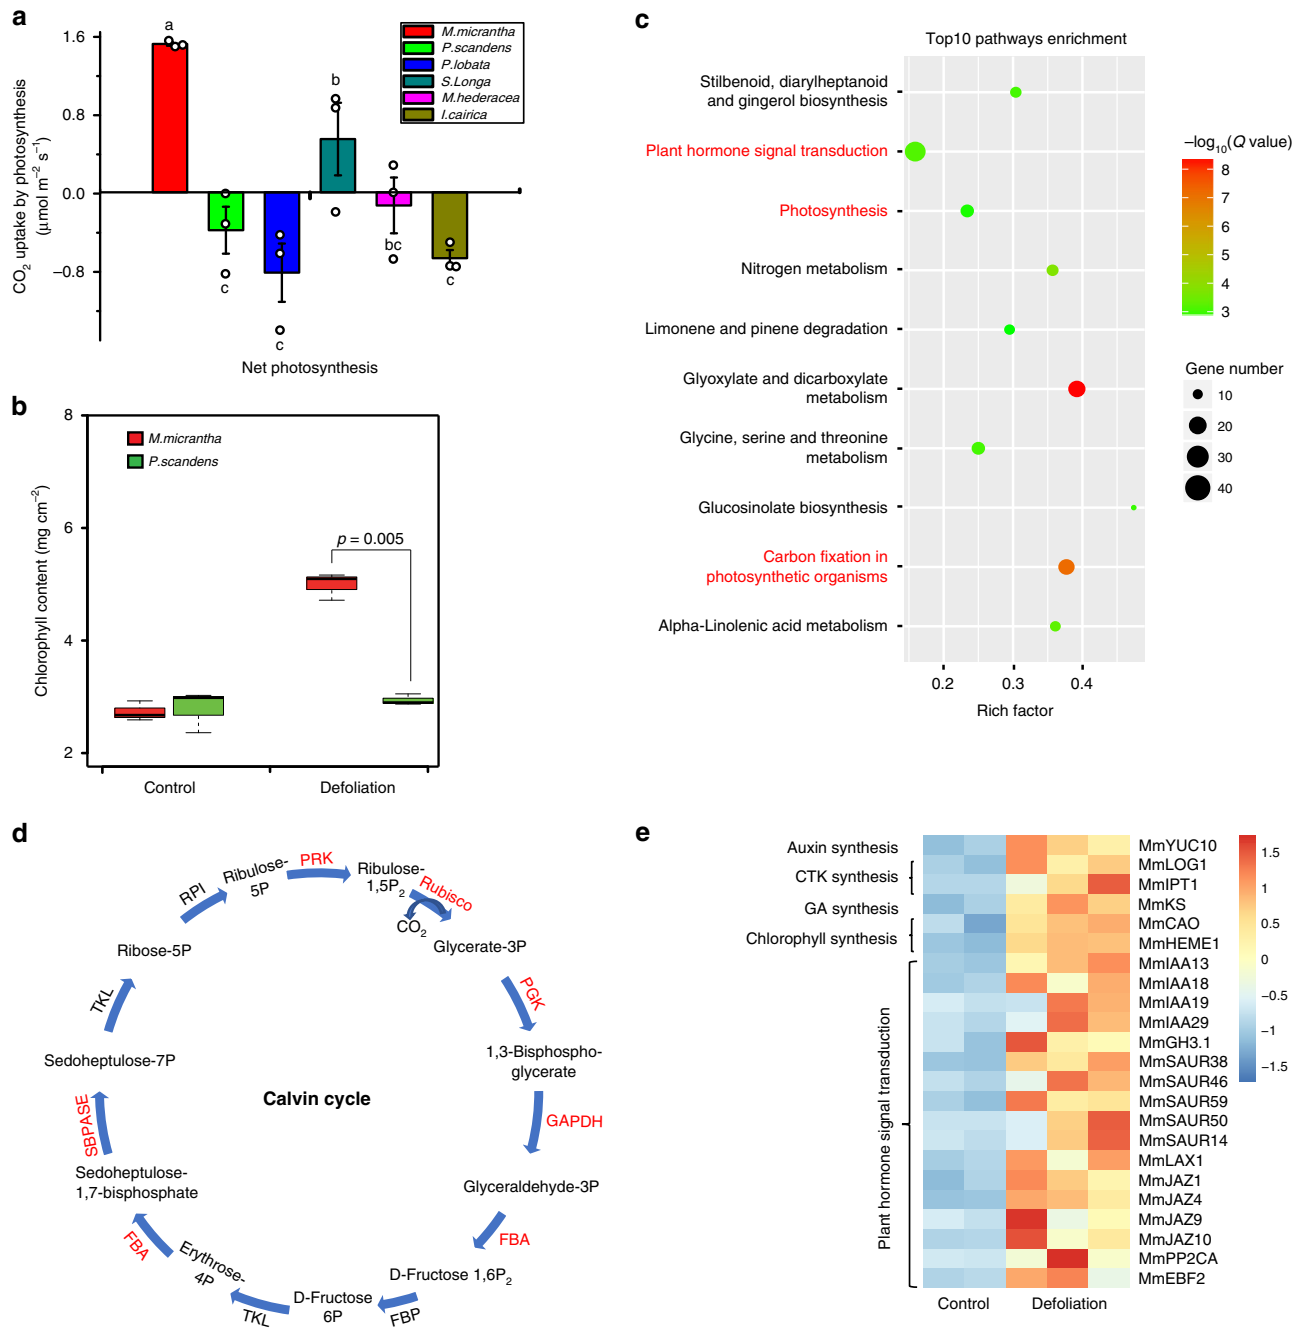 a
1.6
0.8
0.0
−0.8
CO2 uptake by photosynthesis
(μmol m−2 s−1)
a
c
c
b
bc
c
M.micrantha
P.scandens
P.lobata
S.Longa
M.hederacea
I.cairica
Net photosynthesis
b
8
6
4
2
Chlorophyll content (mg cm−2)
M.micrantha
P.scandens
p = 0.005
Control
Defoliation
c
Top10 pathways enrichment
Stilbenoid, diarylheptanoid
and gingerol biosynthesis
Plant hormone signal transduction
Photosynthesis
Nitrogen metabolism
Limonene and pinene degradation
Glyoxylate and dicarboxylate
metabolism
Glycine, serine and threonine
metabolism
Glucosinolate biosynthesis
Carbon fixation in
photosynthetic organisms
Alpha-Linolenic acid metabolism
0.2
0.3
0.4
Rich factor
−log10(Q value)
8
7
6
5
4
3
Gene number
10
20
30
40
d
Calvin cycle
PRK
Ribulose-
1,5P2
Rubisco
CO2
Glycerate-3P
PGK
1,3-Bisphospho-
glycerate
GAPDH
Glyceraldehyde-3P
FBA
D-Fructose 1,6P2
FBP
D-Fructose
6P
TKL
Erythrose-
4P
FBA
Sedoheptulose-
1,7-bisphosphate
SBPASE
Sedoheptulose-7P
TKL
Ribose-5P
RPI
Ribulose-
5P
e
Auxin synthesis
CTK synthesis
GA synthesis
Chlorophyll synthesis
Plant hormone signal transduction
MmYUC10
MmLOG1
MmIPT1
MmKS
MmCAO
MmHEME1
MmIAA13
MmIAA18
MmIAA19
MmIAA29
MmGH3.1
MmSAUR38
MmSAUR46
MmSAUR59
MmSAUR50
MmSAUR14
MmLAX1
MmJAZ1
MmJAZ4
MmJAZ9
MmJAZ10
MmPP2CA
MmEBF2
Control
Defoliation
1.5
1
0.5
0
−0.5
−1
−1.5